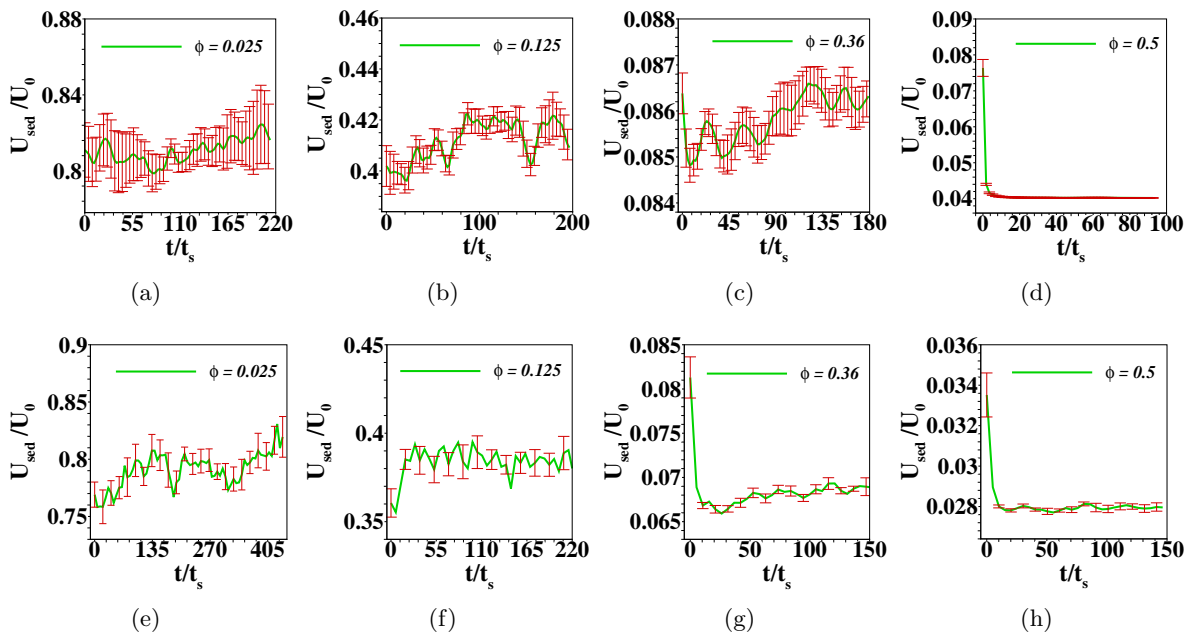 0.88
0.84
0.8
U_sed /U_0
φ = 0.025
0 55 110 165 220
t/t_s
(a)
0.46
0.44
0.42
0.4
U_sed /U_0
φ = 0.125
0 100 200
t/t_s
(b)
0.088
0.087
0.086
0.085
0.084
U_sed /U_0
φ = 0.36
0 45 90 135 180
t/t_s
(c)
0.09
0.08
0.07
0.06
0.05
0.04
U_sed /U_0
φ = 0.5
0 20 40 60 80 100
t/t_s
(d)
0.9
0.85
0.8
0.75
U_sed /U_0
φ = 0.025
0 135 270 405
t/t_s
(e)
0.45
0.4
0.35
U_sed /U_0
φ = 0.125
0 55 110 165 220
t/t_s
(f)
0.085
0.08
0.075
0.07
0.065
U_sed /U_0
φ = 0.36
0 50 100 150
t/t_s
(g)
0.036
0.034
0.032
0.03
0.028
U_sed /U_0
φ = 0.5
0 50 100 150
t/t_s
(h)